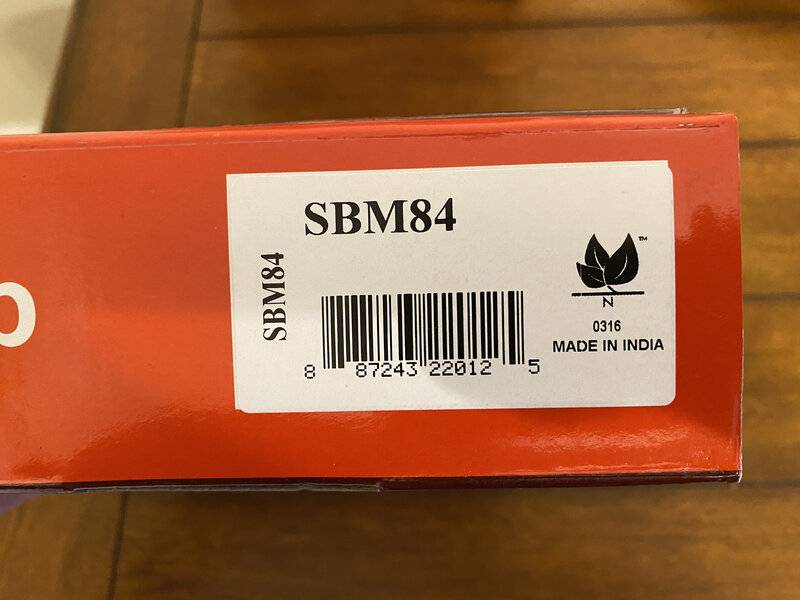 SBM84
SBM84
8 87243 22012 5
™
N
0316
MADE IN INDIA